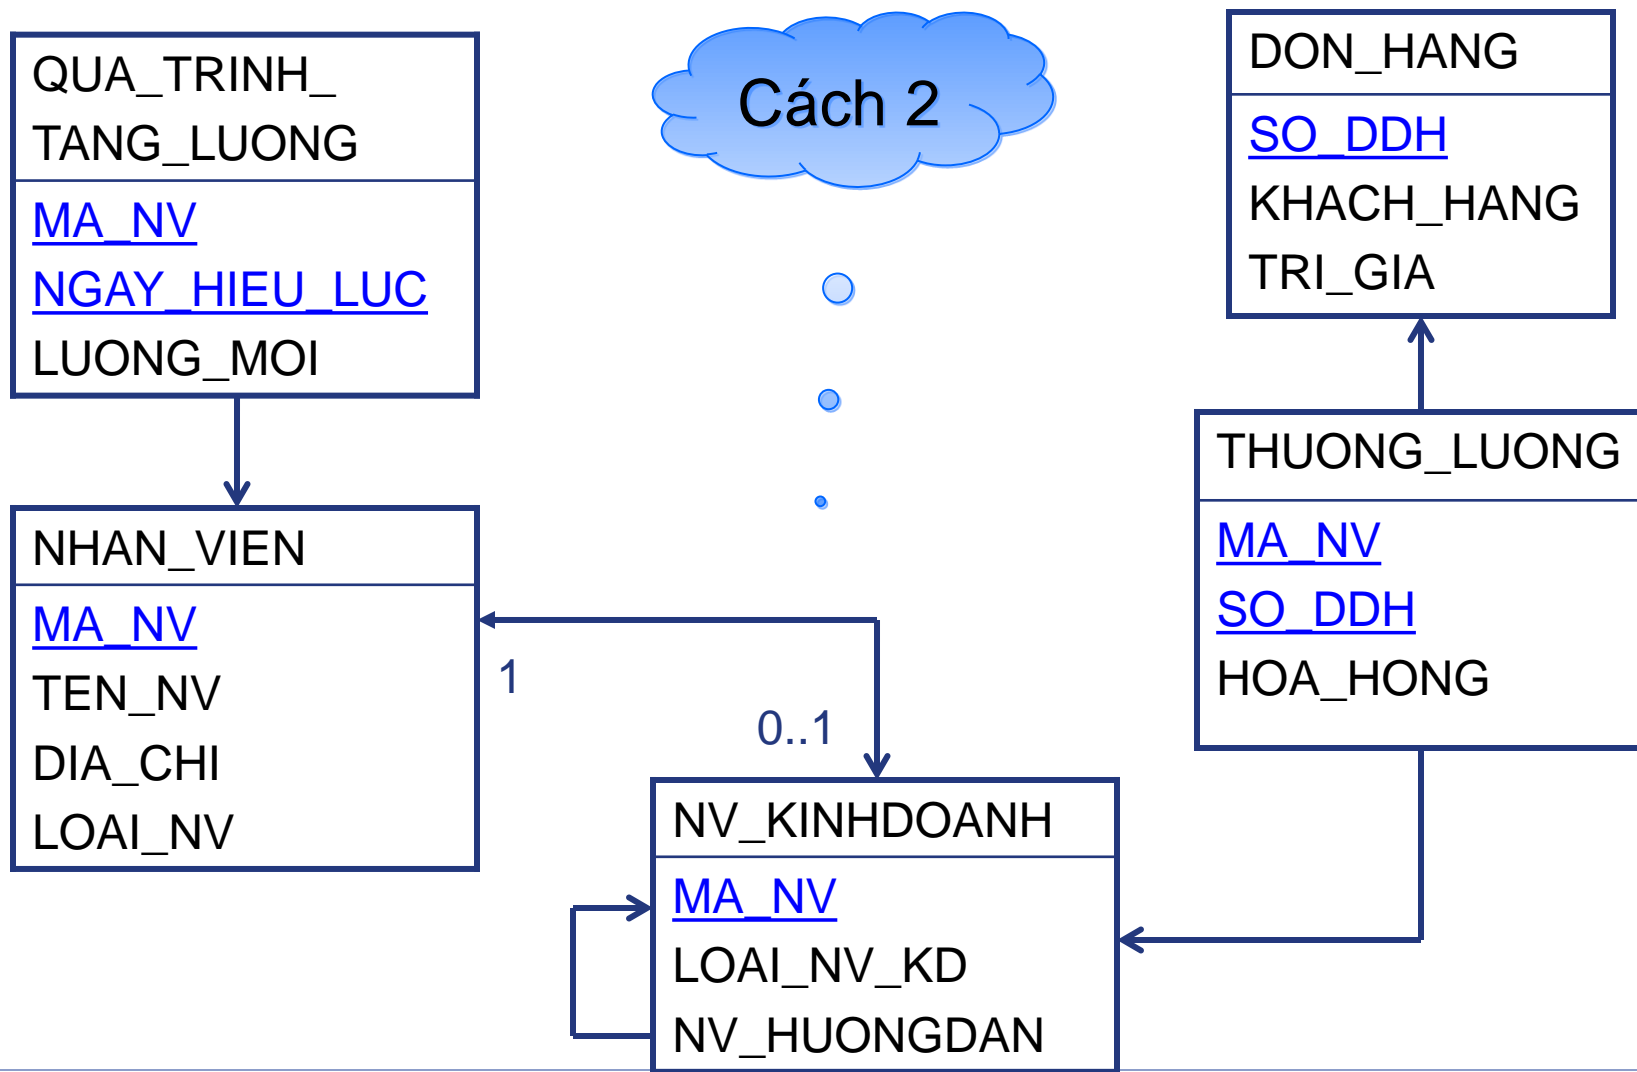 QUA_TRINH_
TANG_LUONG
MA_NV
NGAY_HIEU_LUC
LUONG_MOI
Cách 2
DON_HANG
SO_DDH
KHACH_HANG
TRI_GIA
NHAN_VIEN
MA_NV
TEN_NV
DIA_CHI
LOAI_NV
1
0..1
THUONG_LUONG
MA_NV
SO_DDH
HOA_HONG
NV_KINHDOANH
MA_NV
LOAI_NV_KD
NV_HUONGDAN